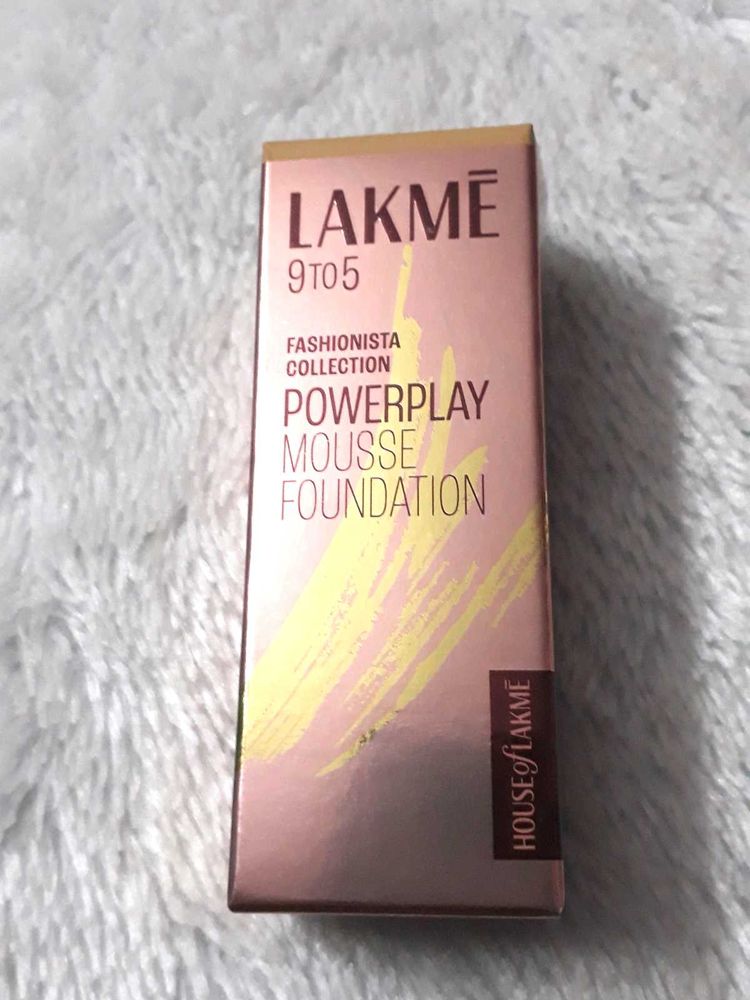 LAKMĒ
9TO5
FASHIONISTA
COLLECTION
POWERPLAY
MOUSSE
FOUNDATION
HOUSE of LAKMĒ